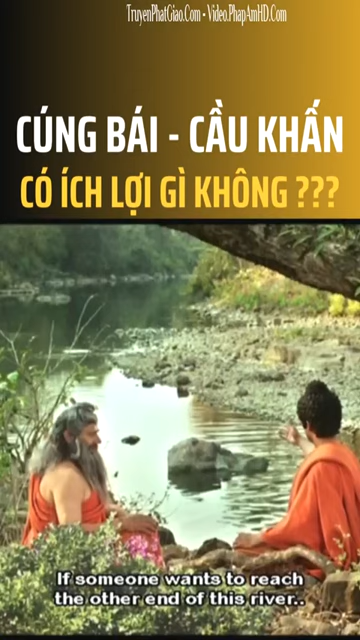 TruyenPhatGiao.Com - Video.PhapAmHD.Com
CÚNG BÁI - CẦU KHẤN
CÓ ÍCH LỢI GÌ KHÔNG ???
If someone wants to reach
the other end of this river..